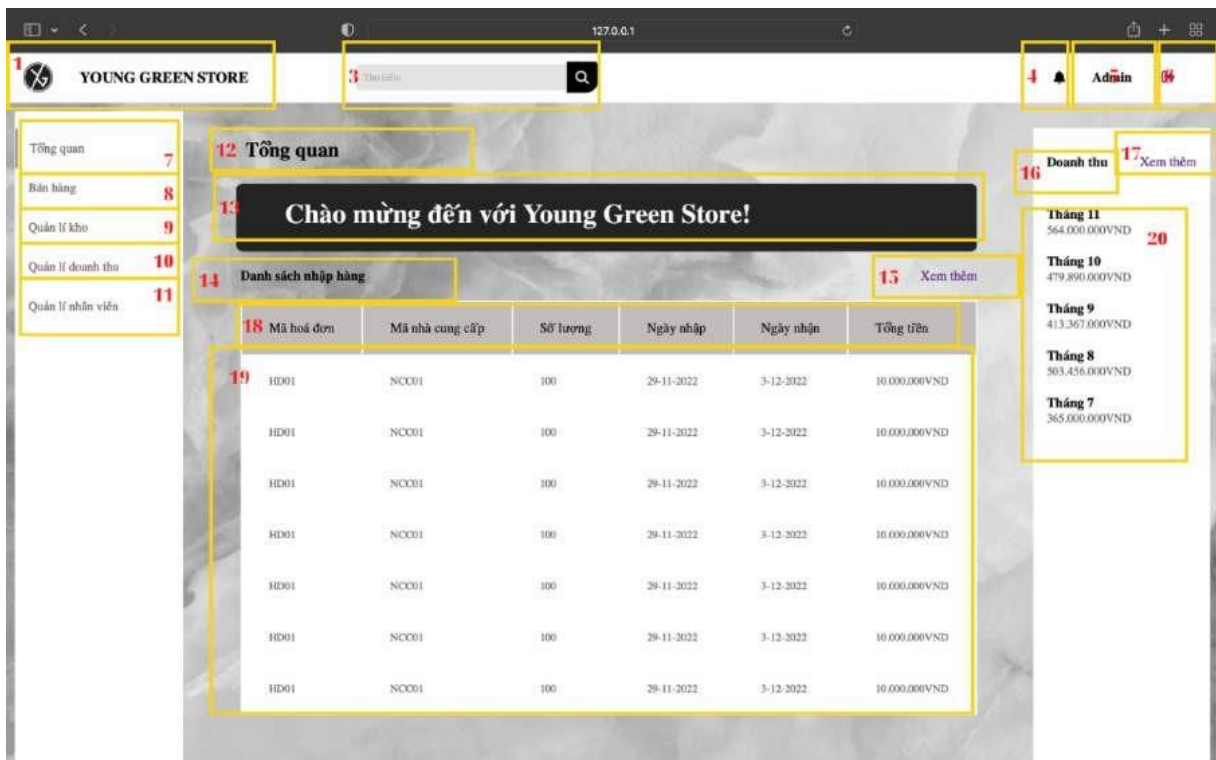 127.0.0.1
1 YOUNG GREEN STORE
3 Tìm kiếm
4
Admin
Tổng quan 7
Bán hàng 8
Quản lí kho 9
Quản lí doanh thu 10
Quản lí nhân viên 11
12 Tổng quan
13 Chào mừng đến với Young Green Store!
14 Danh sách nhập hàng
15 Xem thêm
18 Mã hoá đơn Mã nhà cung cấp Số lượng Ngày nhập Ngày nhận Tổng tiền
19 HD01 NCC01 100 29-11-2022 3-12-2022 10.000.000VND
HD01 NCC01 100 29-11-2022 3-12-2022 10.000.000VND
HD01 NCC01 100 29-11-2022 3-12-2022 10.000.000VND
HD01 NCC01 100 29-11-2022 3-12-2022 10.000.000VND
HD01 NCC01 100 29-11-2022 3-12-2022 10.000.000VND
HD01 NCC01 100 29-11-2022 3-12-2022 10.000.000VND
HD01 NCC01 100 29-11-2022 3-12-2022 10.000.000VND
16 Doanh thu
17 Xem thêm
Tháng 11
564.000.000VND
20
Tháng 10
479.890.000VND
Tháng 9
413.367.000VND
Tháng 8
503.456.000VND
Tháng 7
365.000.000VND